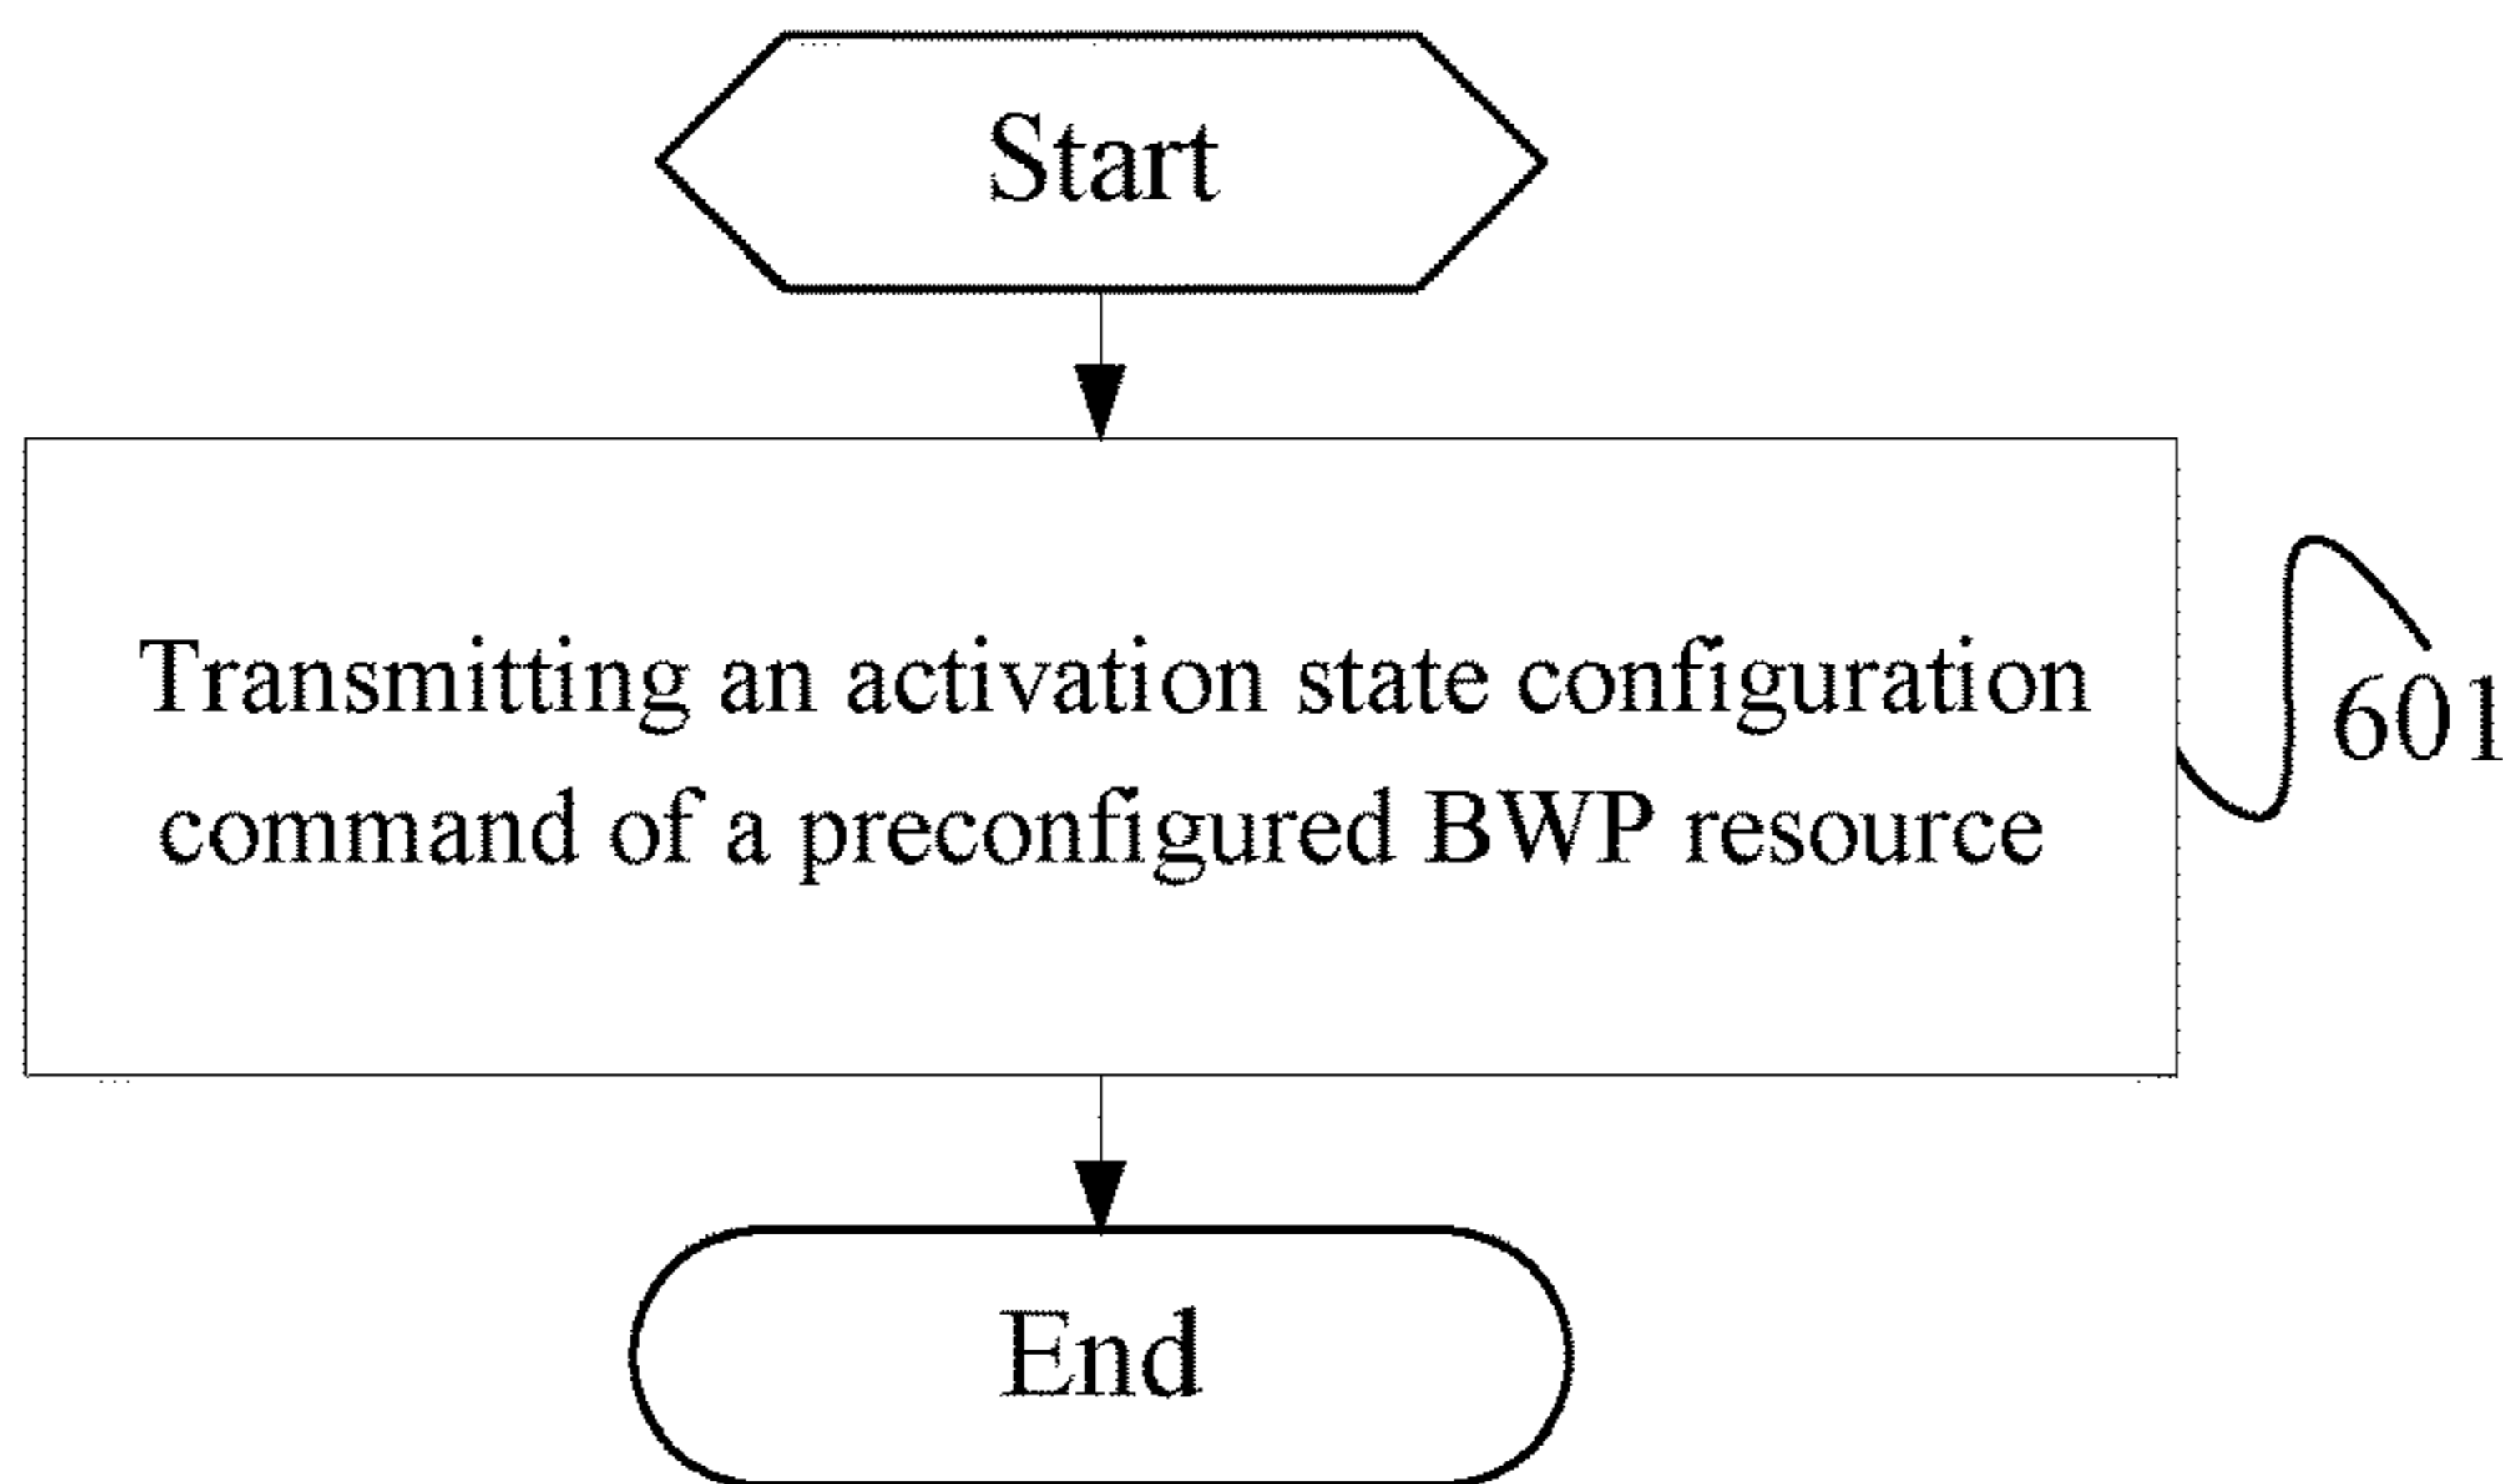 Start
Transmitting an activation state configuration
command of a preconfigured BWP resource
601
End